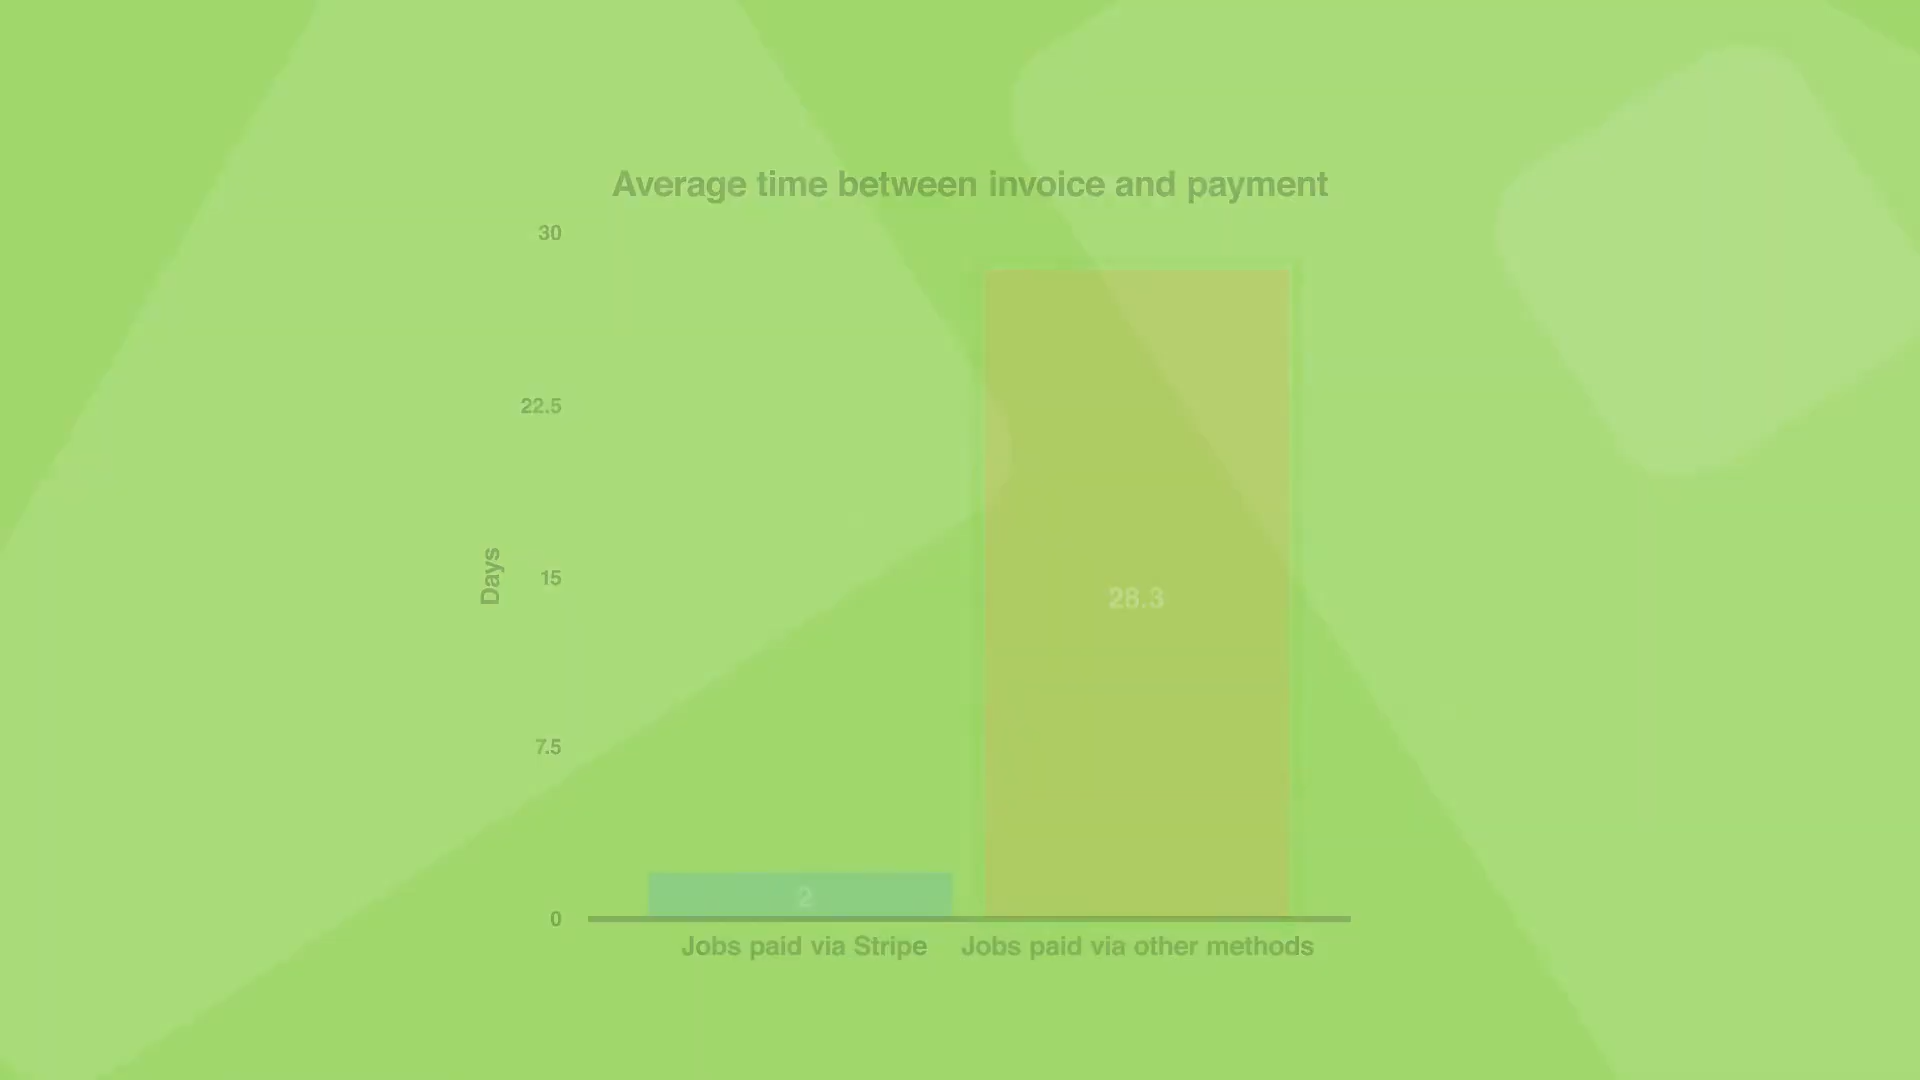 Average time between invoice and payment
30
22.5
15
7.5
0
Days
28.3
2
Jobs paid via Stripe
Jobs paid via other methods